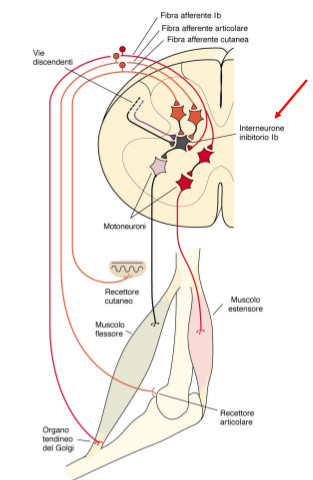 Fibra afferente Ib
Fibra afferente articolare
Fibra afferente cutanea
Vie
discendenti
Interneurone
inibitorio Ib
Motoneuroni
Recettore
cutaneo
Muscolo
estensore
Muscolo
flessore
Recettore
articolare
Organo
tendineo
del Golgi